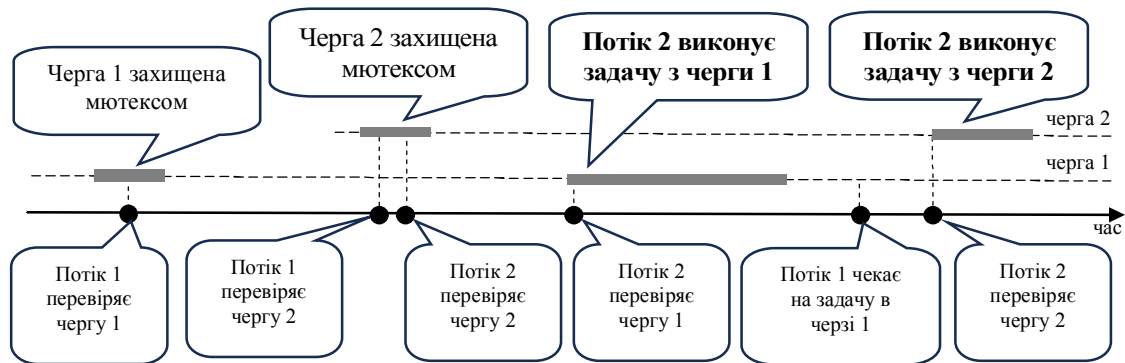 Черга 1 захищена
мютексом
Черга 2 захищена
мютексом
Потік 2 виконує
задачу з черги 1
Потік 2 виконує
задачу з черги 2
черга 2
черга 1
час
Потік 1
перевіряє
чергу 1
Потік 1
перевіряє
чергу 2
Потік 2
перевіряє
чергу 2
Потік 2
перевіряє
чергу 1
Потік 1 чекає
на задачу в
черзі 1
Потік 2
перевіряє
чергу 2